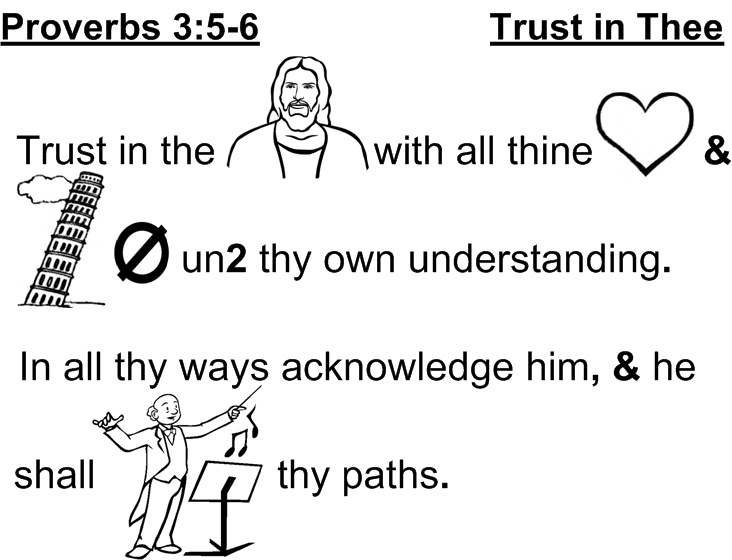 Proverbs 3:5-6 Trust in Thee
Trust in the with all thine &
Ø un2 thy own understanding.
In all thy ways acknowledge him, & he
shall thy paths.